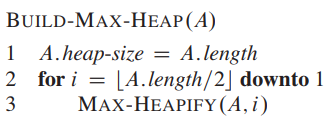 BUILD-MAX-HEAP(A)
1 A.heap-size = A.length
2 for i = ⌊A.length/2⌋ downto 1
3 MAX-HEAPIFY(A, i)